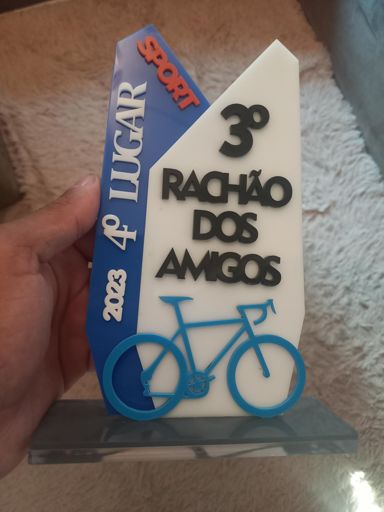 SPORT
4º LUGAR
2023
3º
RACHÃO
DOS
AMIGOS